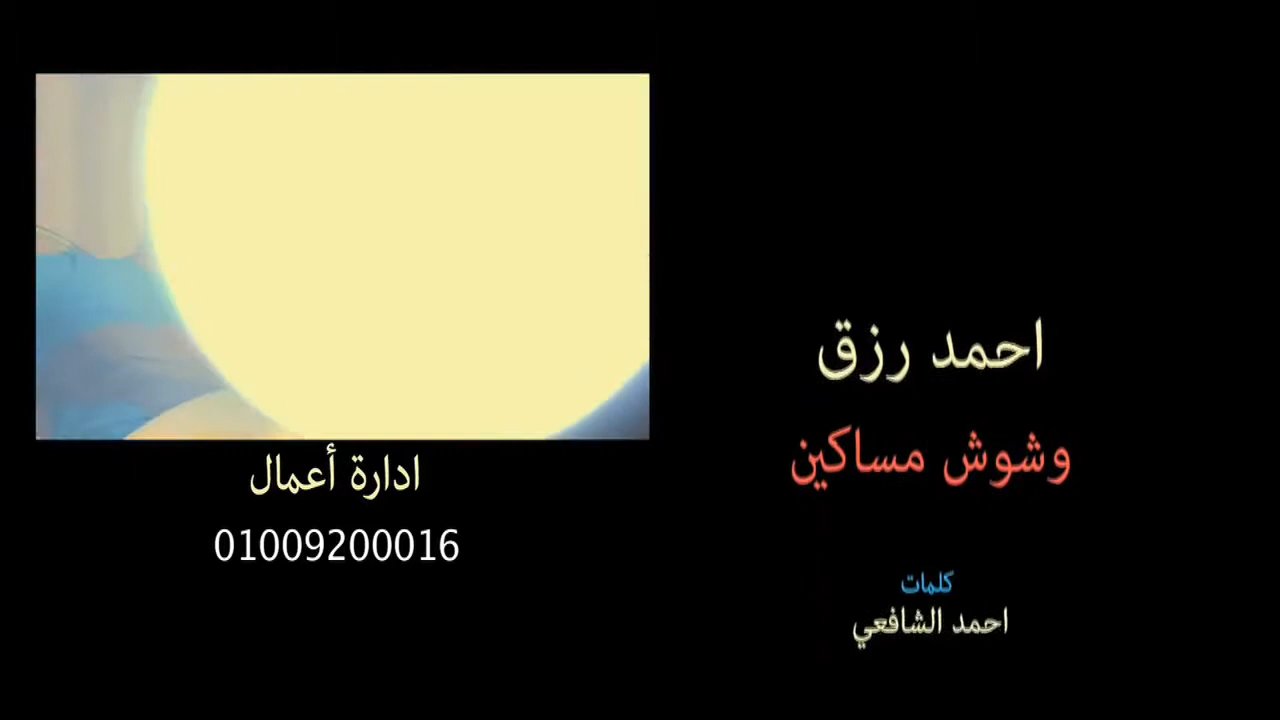 احمد رزق
وشوش مساكين
كلمات
احمد الشافعي
ادارة أعمال
01009200016